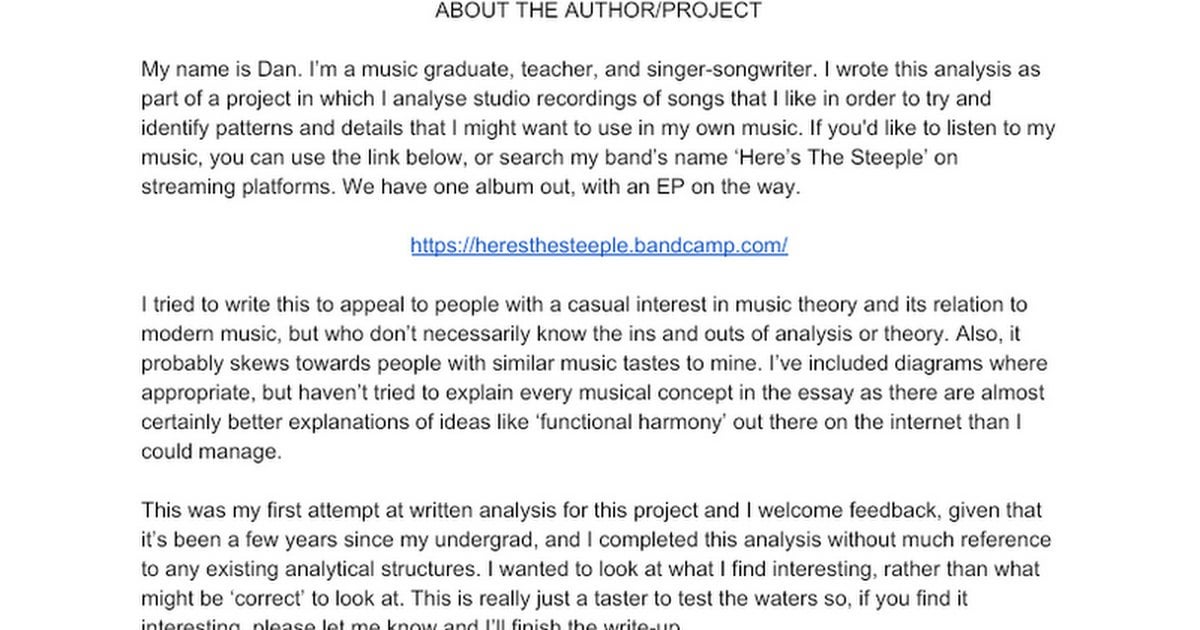 ABOUT THE AUTHOR/PROJECT
My name is Dan. I’m a music graduate, teacher, and singer-songwriter. I wrote this analysis as
part of a project in which I analyse studio recordings of songs that I like in order to try and
identify patterns and details that I might want to use in my own music. If you'd like to listen to my
music, you can use the link below, or search my band’s name ‘Here’s The Steeple’ on
streaming platforms. We have one album out, with an EP on the way.
https://heresthesteeple.bandcamp.com/
I tried to write this to appeal to people with a casual interest in music theory and its relation to
modern music, but who don’t necessarily know the ins and outs of analysis or theory. Also, it
probably skews towards people with similar music tastes to mine. I’ve included diagrams where
appropriate, but haven’t tried to explain every musical concept in the essay as there are almost
certainly better explanations of ideas like ‘functional harmony’ out there on the internet than I
could manage.
This was my first attempt at written analysis for this project and I welcome feedback, given that
it’s been a few years since my undergrad, and I completed this analysis without much reference
to any existing analytical structures. I wanted to look at what I find interesting, rather than what
might be ‘correct’ to look at. This is really just a taster to test the waters so, if you find it
interesting, please let me know and I’ll finish the write-up.